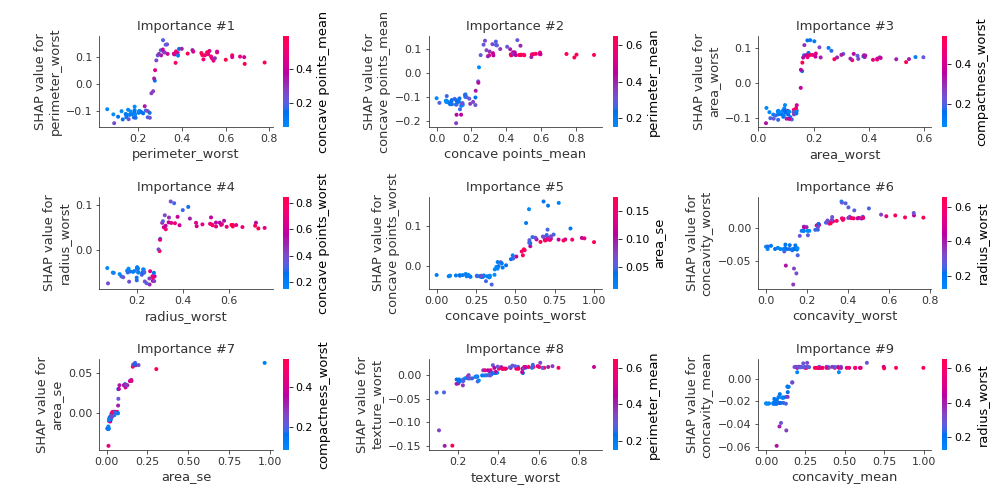 Importance #1
SHAP value for
perimeter_worst
0.1
0.0
−0.1
0.2
0.4
0.6
0.8
perimeter_worst
0.4
0.2
concave points_mean
Importance #2
SHAP value for
concave points_mean
0.1
0.0
−0.1
−0.2
0.0
0.2
0.4
0.6
0.8
concave points_mean
0.6
0.4
0.2
perimeter_mean
Importance #3
SHAP value for
area_worst
0.1
0.0
−0.1
0.0
0.2
0.4
0.6
area_worst
0.4
0.2
compactness_worst
Importance #4
SHAP value for
radius_worst
0.1
0.0
0.2
0.4
0.6
radius_worst
0.8
0.6
0.4
0.2
concave points_worst
Importance #5
SHAP value for
concave points_worst
0.1
0.0
0.00
0.25
0.50
0.75
1.00
concave points_worst
0.15
0.10
0.05
area_se
Importance #6
SHAP value for
concavity_worst
0.00
−0.05
0.0
0.2
0.4
0.6
0.8
concavity_worst
0.6
0.4
0.2
radius_worst
Importance #7
SHAP value for
area_se
0.05
0.00
0.00
0.25
0.50
0.75
1.00
area_se
0.4
0.2
compactness_worst
Importance #8
SHAP value for
texture_worst
0.00
−0.05
−0.10
−0.15
0.2
0.4
0.6
0.8
texture_worst
0.6
0.4
0.2
perimeter_mean
Importance #9
SHAP value for
concavity_mean
0.00
−0.02
−0.04
−0.06
0.00
0.25
0.50
0.75
1.00
concavity_mean
0.6
0.4
0.2
radius_worst